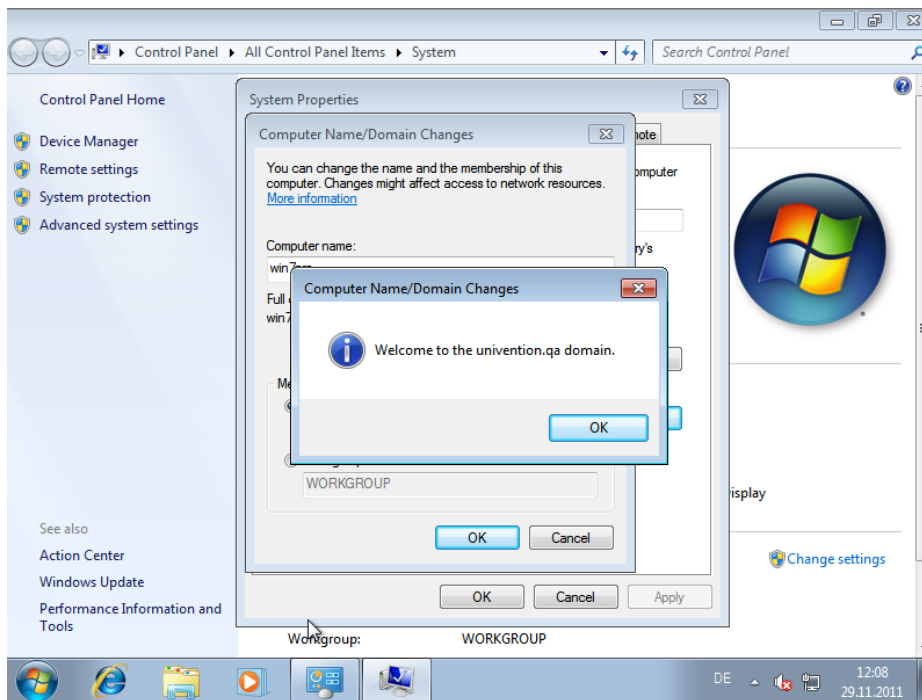 Control Panel ▸ All Control Panel Items ▸ System
Search Control Panel
Control Panel Home
Device Manager
Remote settings
System protection
Advanced system settings
See also
Action Center
Windows Update
Performance Information and
Tools
System Properties
Computer Name/Domain Changes
You can change the name and the membership of this
computer. Changes might affect access to network resources.
More information
Computer name:
Full
Computer Name/Domain Changes
Welcome to the univention.qa domain.
OK
WORKGROUP
OK
Cancel
OK
Cancel
Apply
Change settings
Workgroup:
WORKGROUP
DE
12:08
29.11.2011